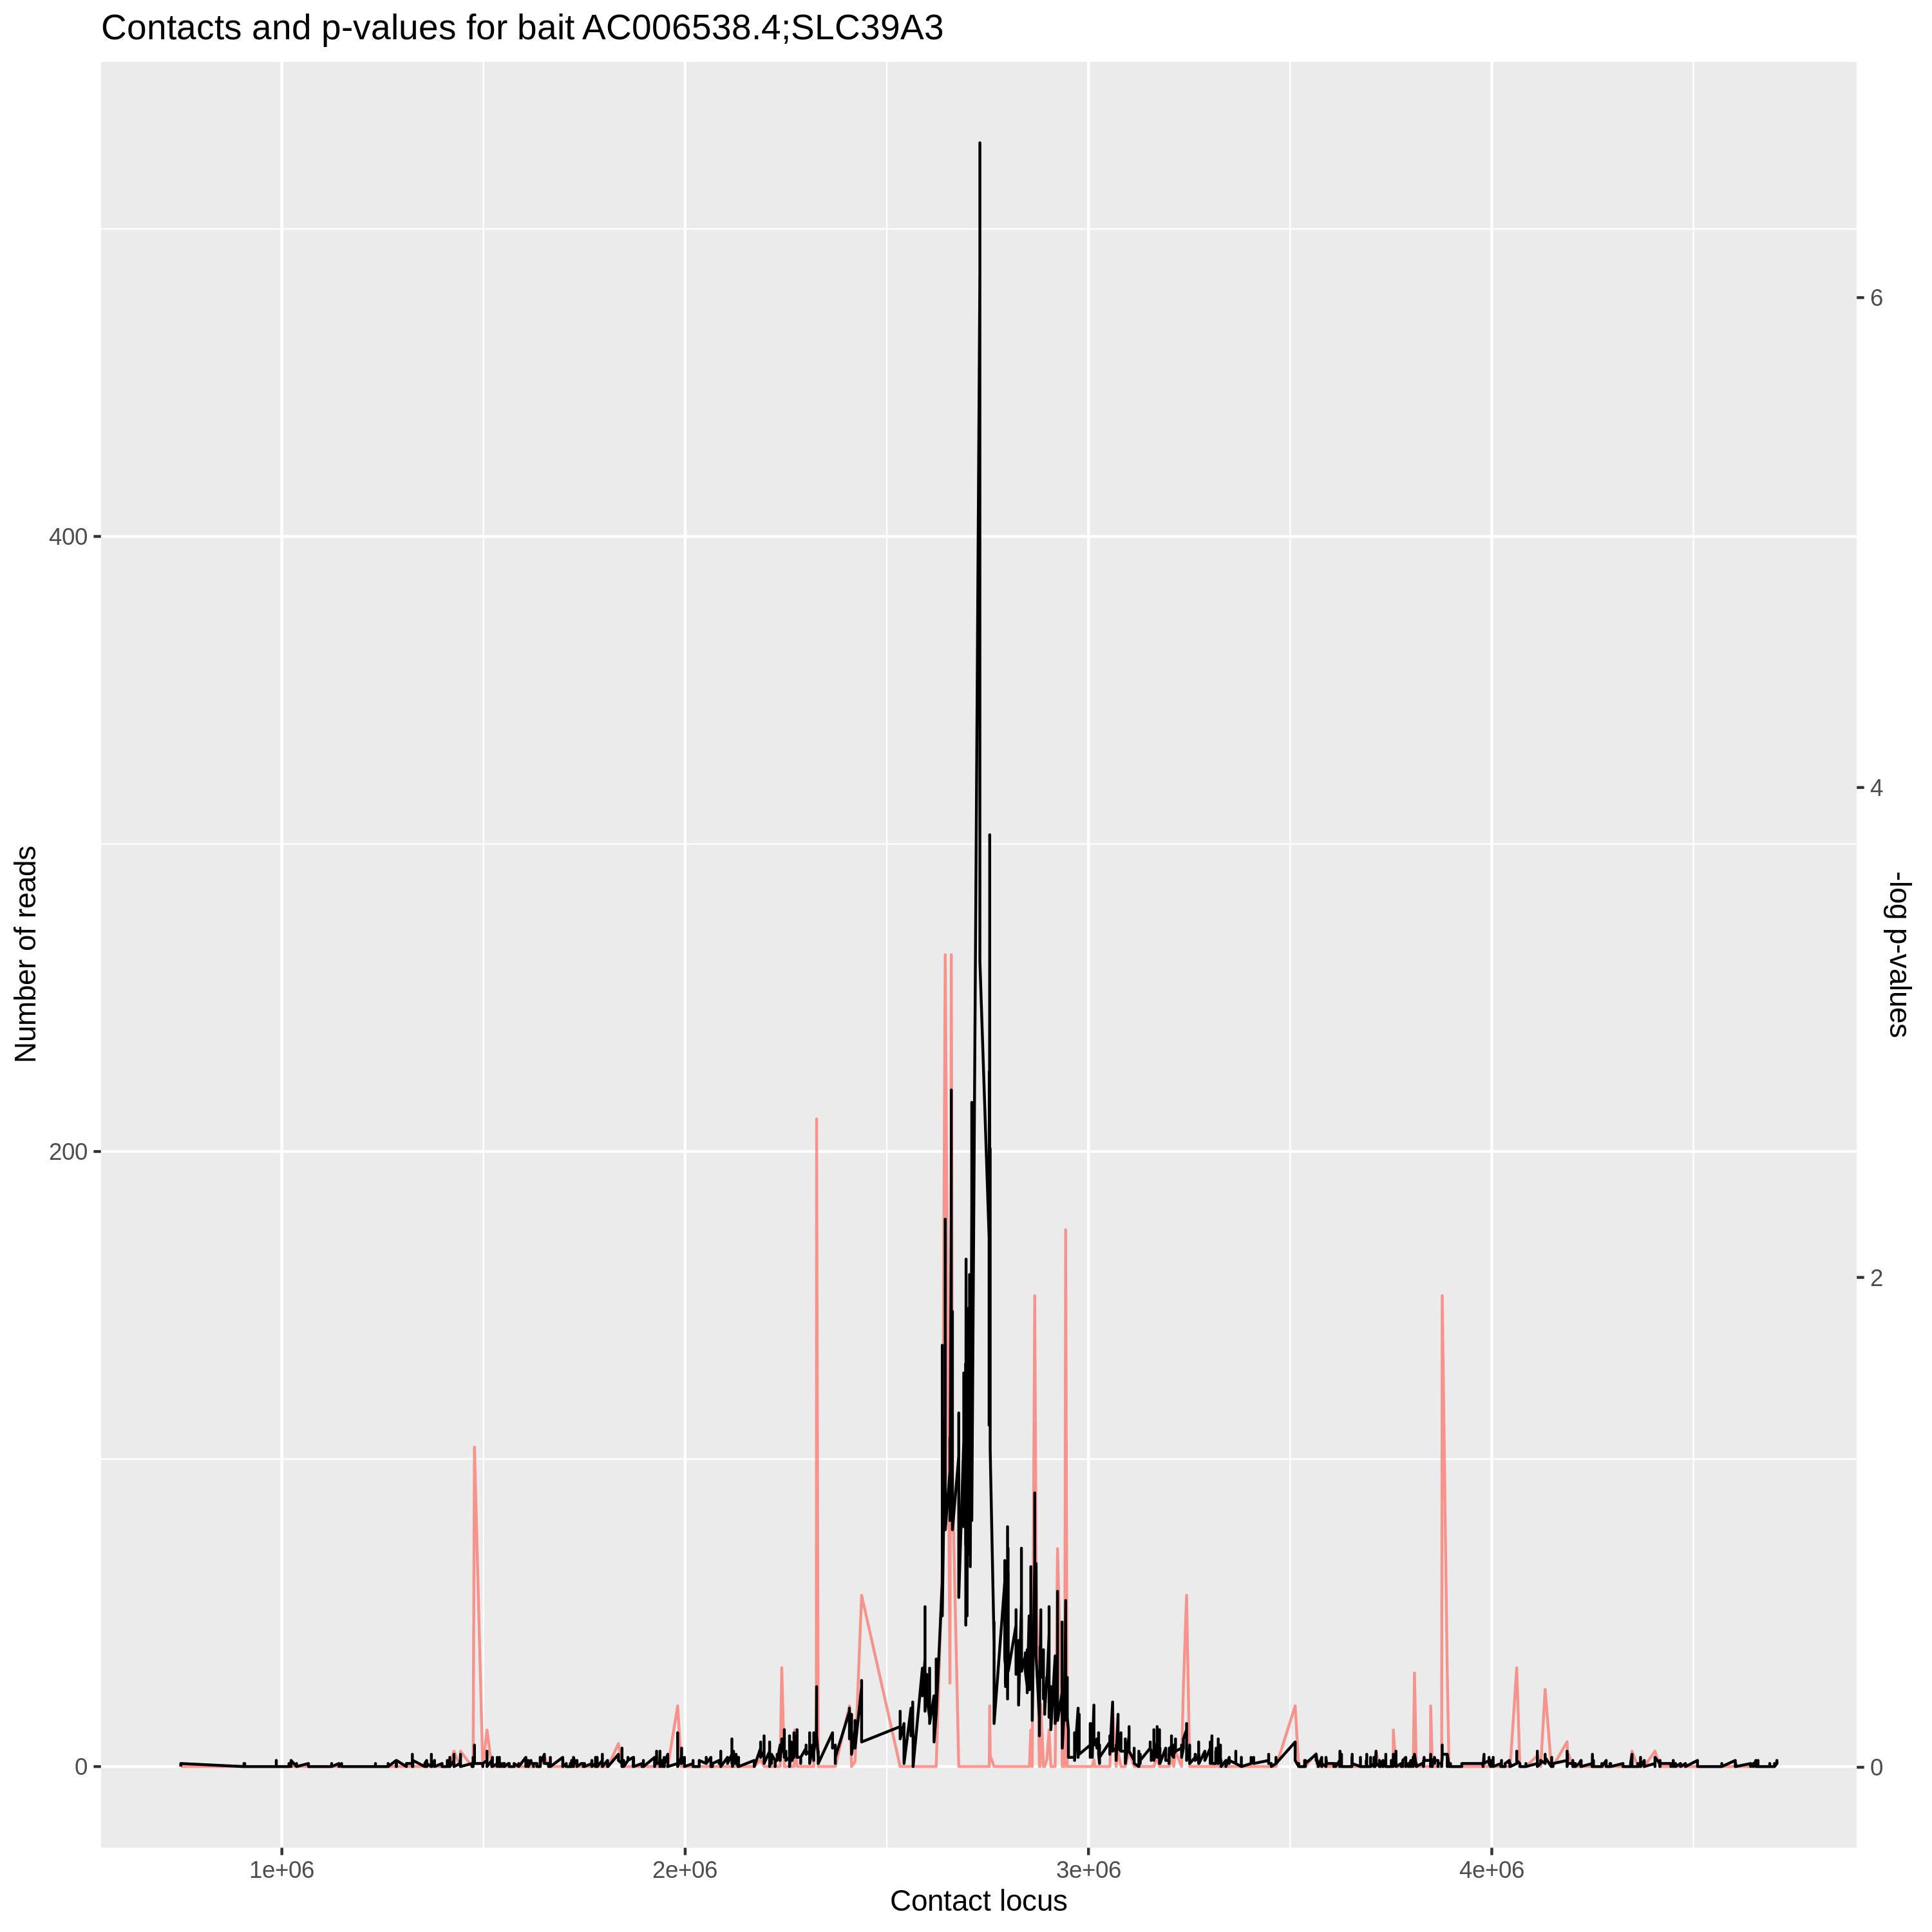 Contacts and p-values for bait AC006538.4;SLC39A3
Number of reads
400
200
0
6
4
2
0
-log p-values
1e+06
2e+06
3e+06
4e+06
Contact locus